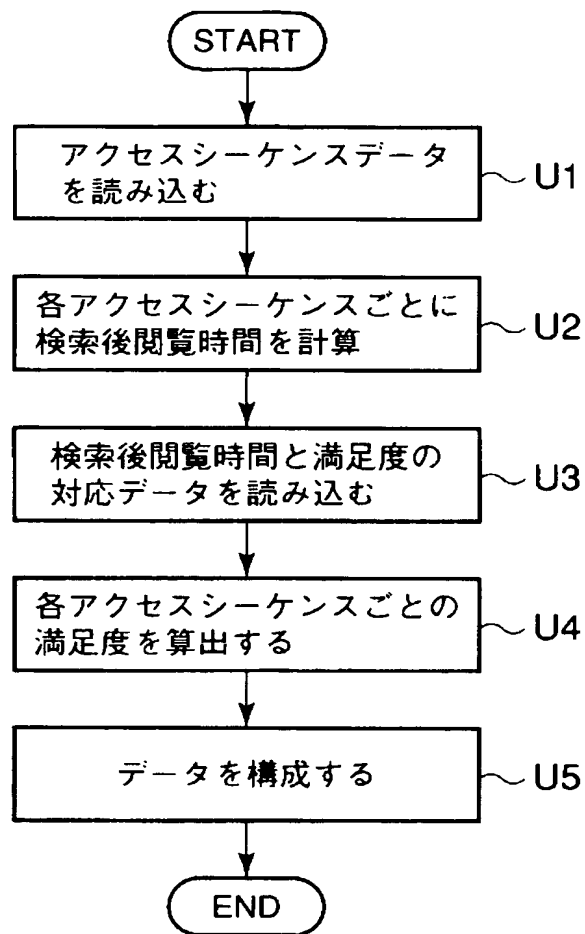 START
アクセスシーケンスデータ
を読み込む
U1
各アクセスシーケンスごとに
検索後閲覧時間を計算
U2
検索後閲覧時間と満足度の
対応データを読み込む
U3
各アクセスシーケンスごとの
満足度を算出する
U4
データを構成する
U5
END